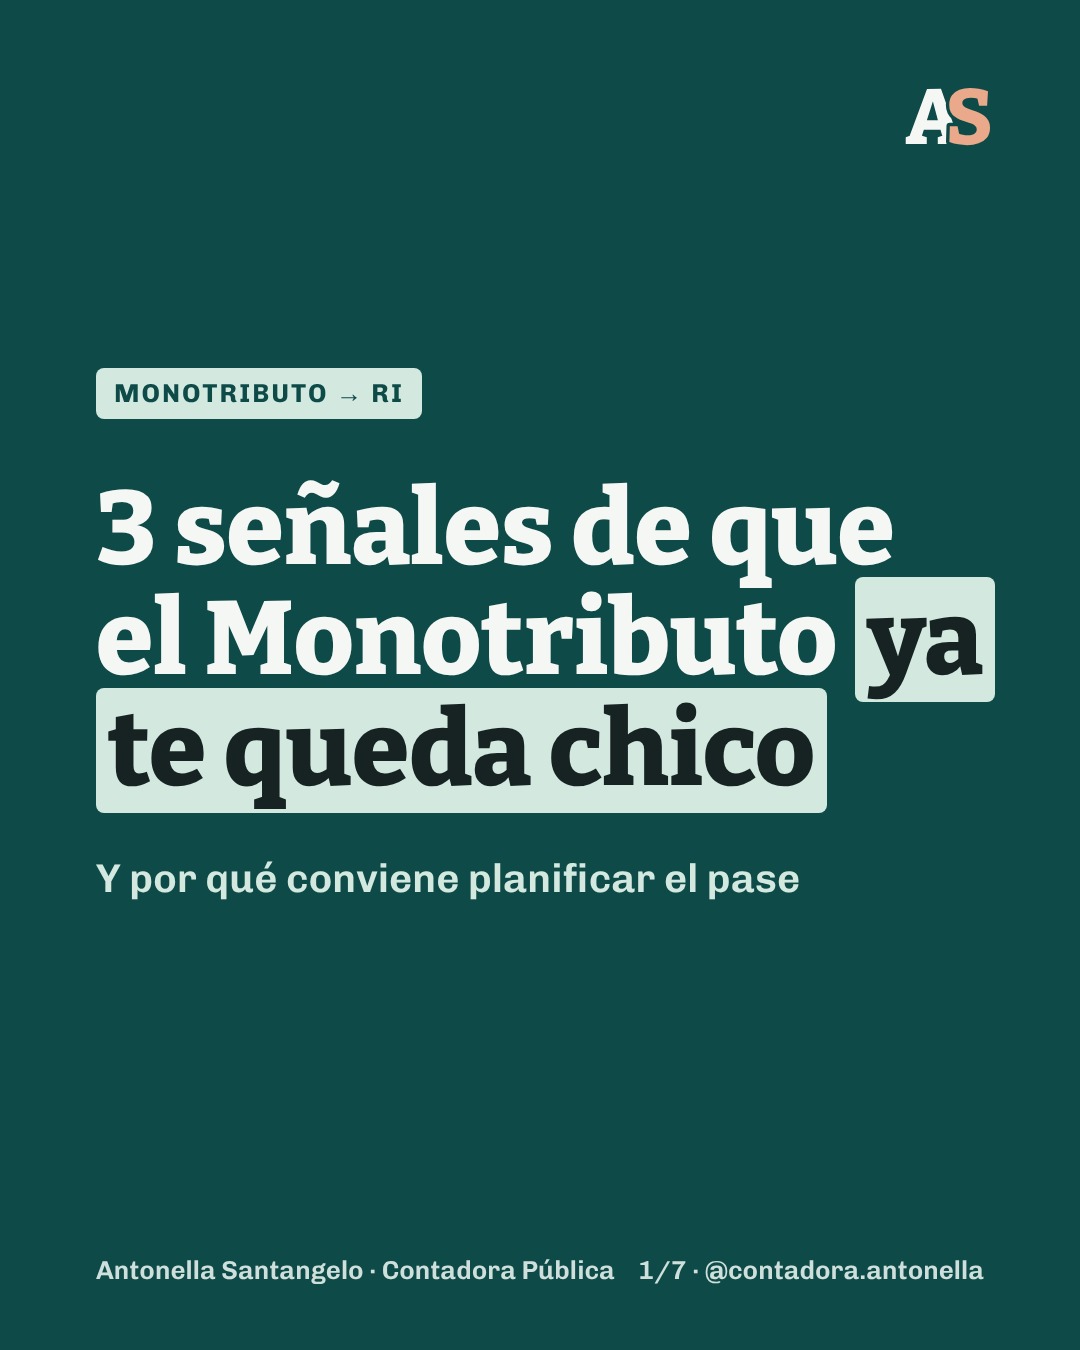 AS
MONOTRIBUTO → RI
3 señales de que
el Monotributo ya
te queda chico
Y por qué conviene planificar el pase
Antonella Santangelo · Contadora Pública 1/7 · @contadora.antonella